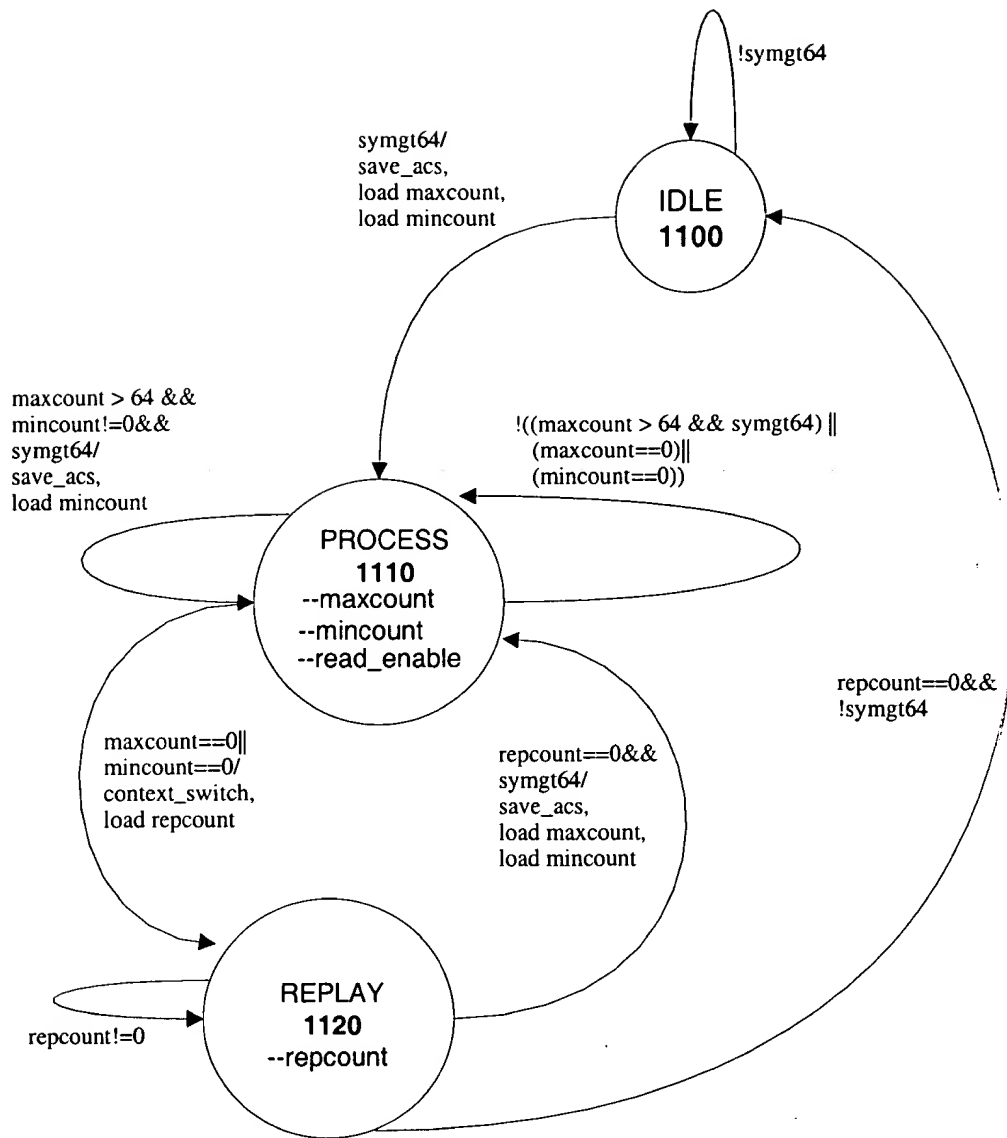 !symgt64
symgt64/
save_acs,
load maxcount,
load mincount
IDLE
1100
maxcount > 64 &&
mincount!=0&&
symgt64/
save_acs,
load mincount
!((maxcount > 64 && symgt64) ||
(maxcount==0)||
(mincount==0))
PROCESS
1110
--maxcount
--mincount
--read_enable
repcount==0&&
!symgt64
maxcount==0||
mincount==0/
context_switch,
load repcount
repcount==0&&
symgt64/
save_acs,
load maxcount,
load mincount
REPLAY
1120
--repcount
repcount!=0